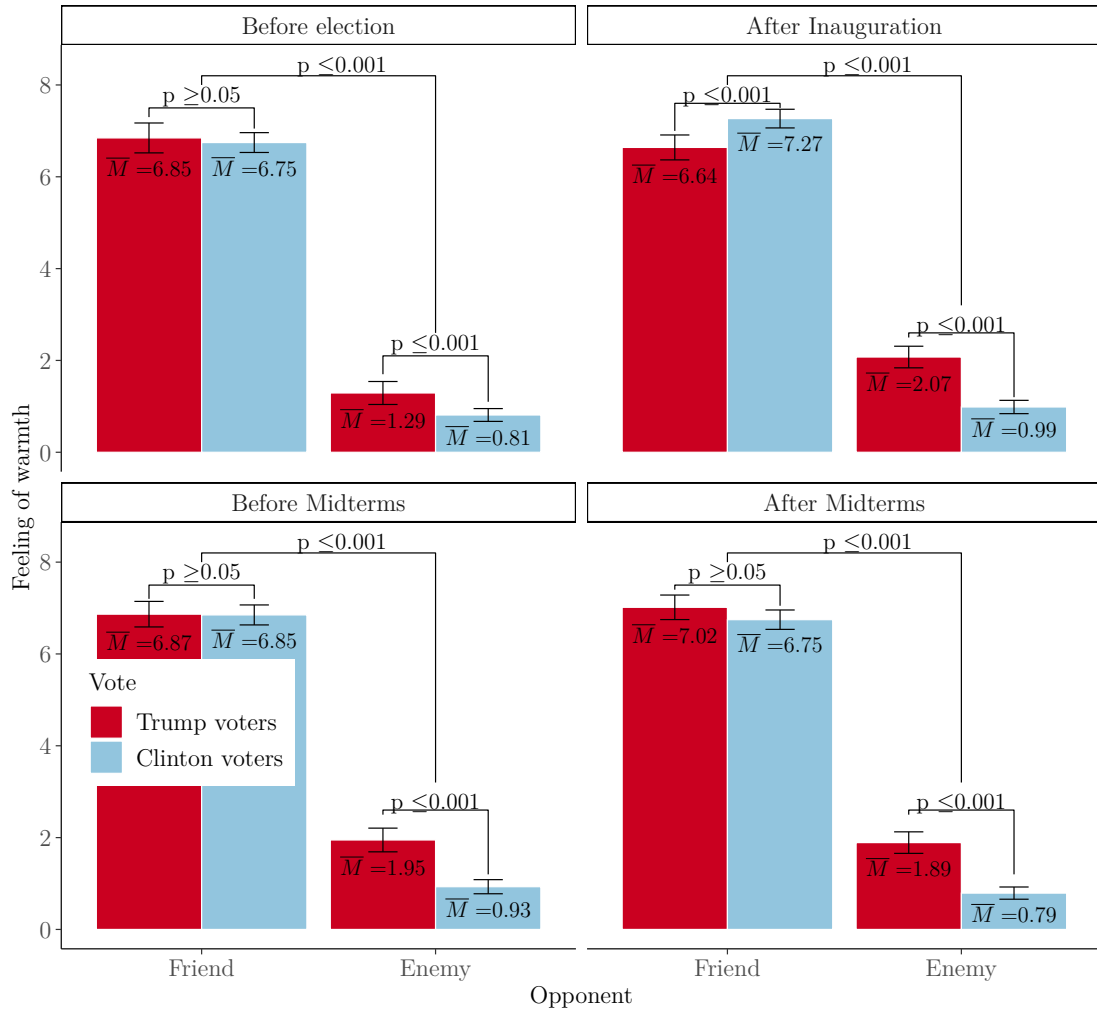 Before election
After Inauguration
p ≤0.001
p ≥0.05
M̅ =6.85
M̅ =6.75
p ≤0.001
M̅ =1.29
M̅ =0.81
p ≤0.001
p ≤0.001
M̅ =6.64
M̅ =7.27
p ≤0.001
M̅ =2.07
M̅ =0.99
8
6
4
2
0
Before Midterms
After Midterms
p ≤0.001
p ≥0.05
M̅ =6.87
M̅ =6.85
p ≤0.001
M̅ =1.95
M̅ =0.93
p ≤0.001
p ≥0.05
M̅ =7.02
M̅ =6.75
p ≤0.001
M̅ =1.89
M̅ =0.79
8
6
4
2
0
Vote
Trump voters
Clinton voters
Feeling of warmth
Friend
Enemy
Friend
Enemy
Opponent